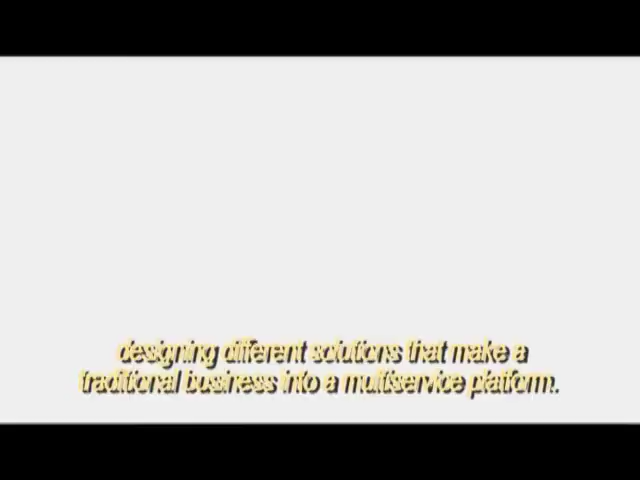 designing different solutions that make a
traditional business into a multiservice platform.